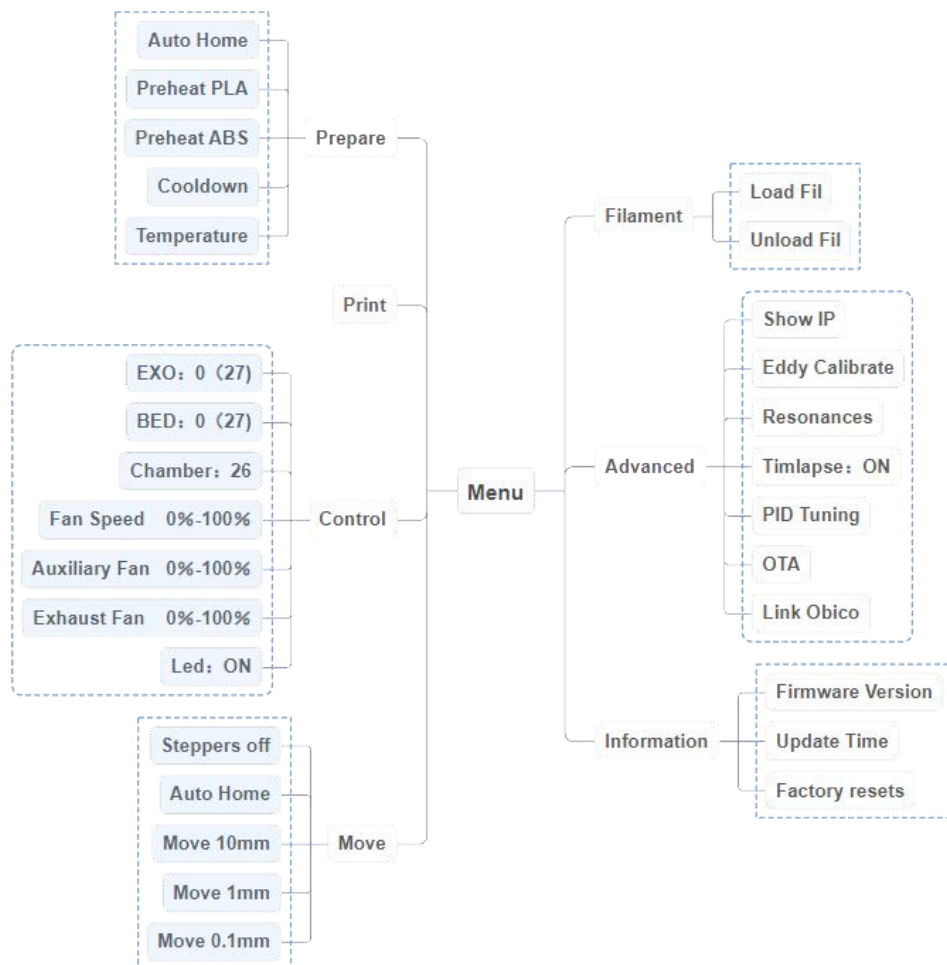 Auto Home
Preheat PLA
Preheat ABS
Cooldown
Temperature
Prepare
Print
EXO：0（27)
BED：0（27)
Chamber：26
Fan Speed 0%-100%
Auxiliary Fan 0%-100%
Exhaust Fan 0%-100%
Led：ON
Control
Steppers off
Auto Home
Move 10mm
Move 1mm
Move 0.1mm
Move
Menu
Filament
Load Fil
Unload Fil
Advanced
Show IP
Eddy Calibrate
Resonances
Timlapse：ON
PID Tuning
OTA
Link Obico
Information
Firmware Version
Update Time
Factory resets